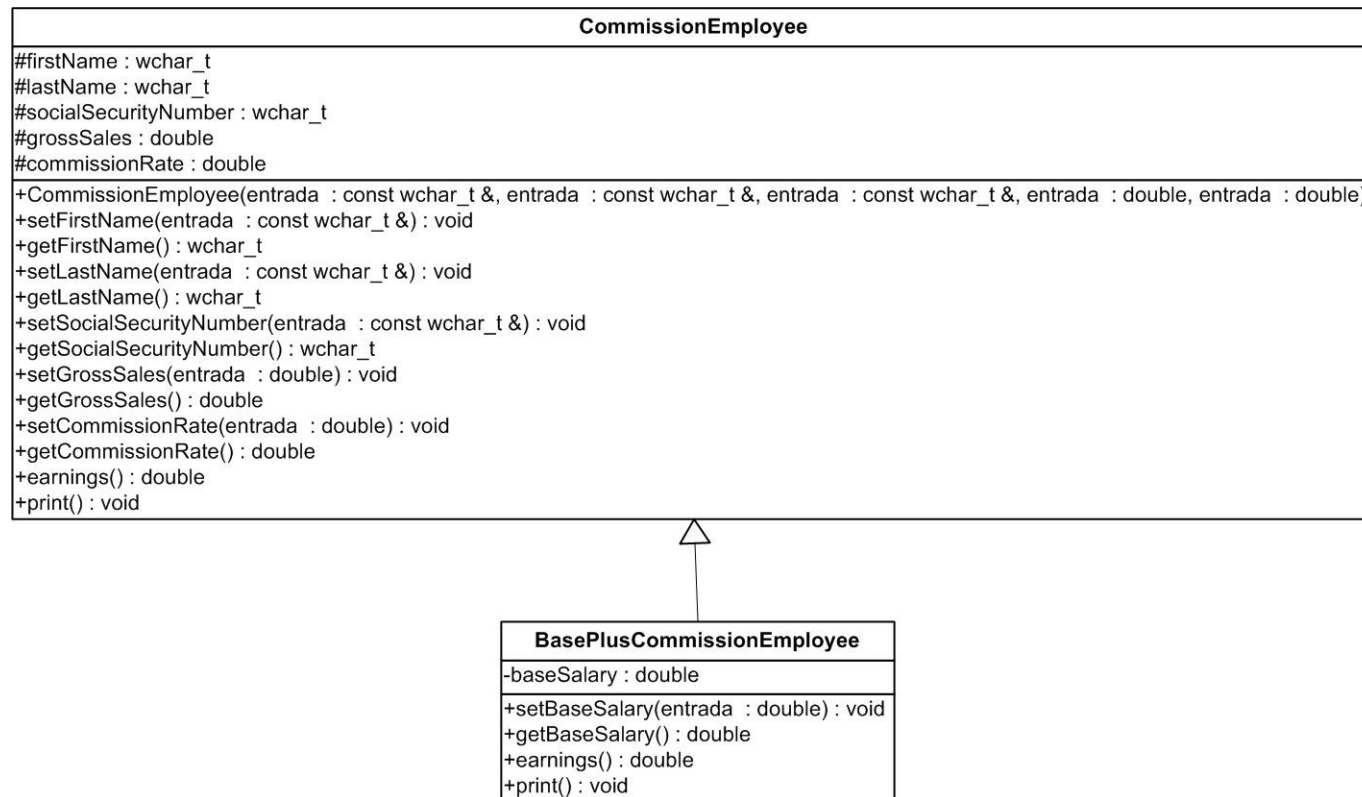 CommissionEmployee
#firstName : wchar_t
#lastName : wchar_t
#socialSecurityNumber : wchar_t
#grossSales : double
#commissionRate : double
+CommissionEmployee(entrada : const wchar_t &, entrada : const wchar_t &, entrada : const wchar_t &, entrada : double, entrada : double)
+setFirstName(entrada : const wchar_t &) : void
+getFirstName() : wchar_t
+setLastName(entrada : const wchar_t &) : void
+getLastName() : wchar_t
+setSocialSecurityNumber(entrada : const wchar_t &) : void
+getSocialSecurityNumber() : wchar_t
+setGrossSales(entrada : double) : void
+getGrossSales() : double
+setCommissionRate(entrada : double) : void
+getCommissionRate() : double
+earnings() : double
+print() : void
BasePlusCommissionEmployee
-baseSalary : double
+setBaseSalary(entrada : double) : void
+getBaseSalary() : double
+earnings() : double
+print() : void